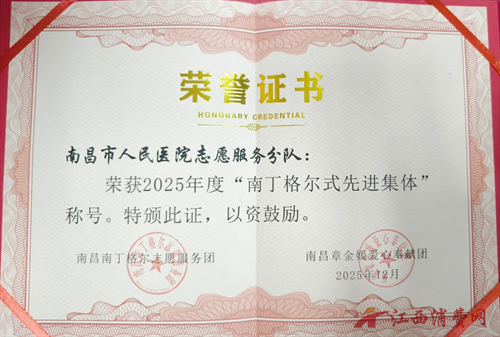 荣誉证书
HONORARY CREDENTIAL
南昌市人民医院志愿服务分队：
荣获2025年度“南丁格尔式先进集体”
称号。特颁此证，以资鼓励。
南昌南丁格尔志愿服务团
南昌章金媛爱心奉献团
2025年12月
江西消费网